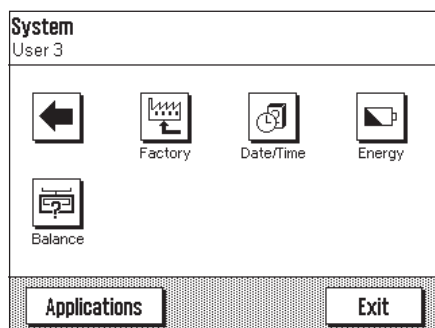 System
User 3
Factory
Date/Time
Energy
Balance
Applications
Exit